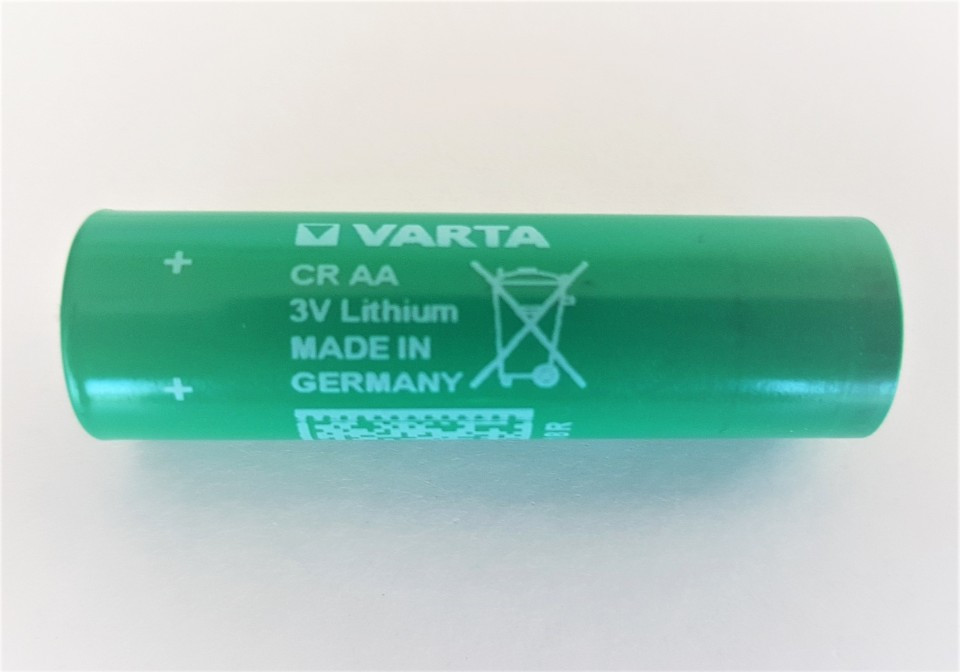 VARTA
CR AA
3V Lithium
MADE IN
GERMANY
+
+